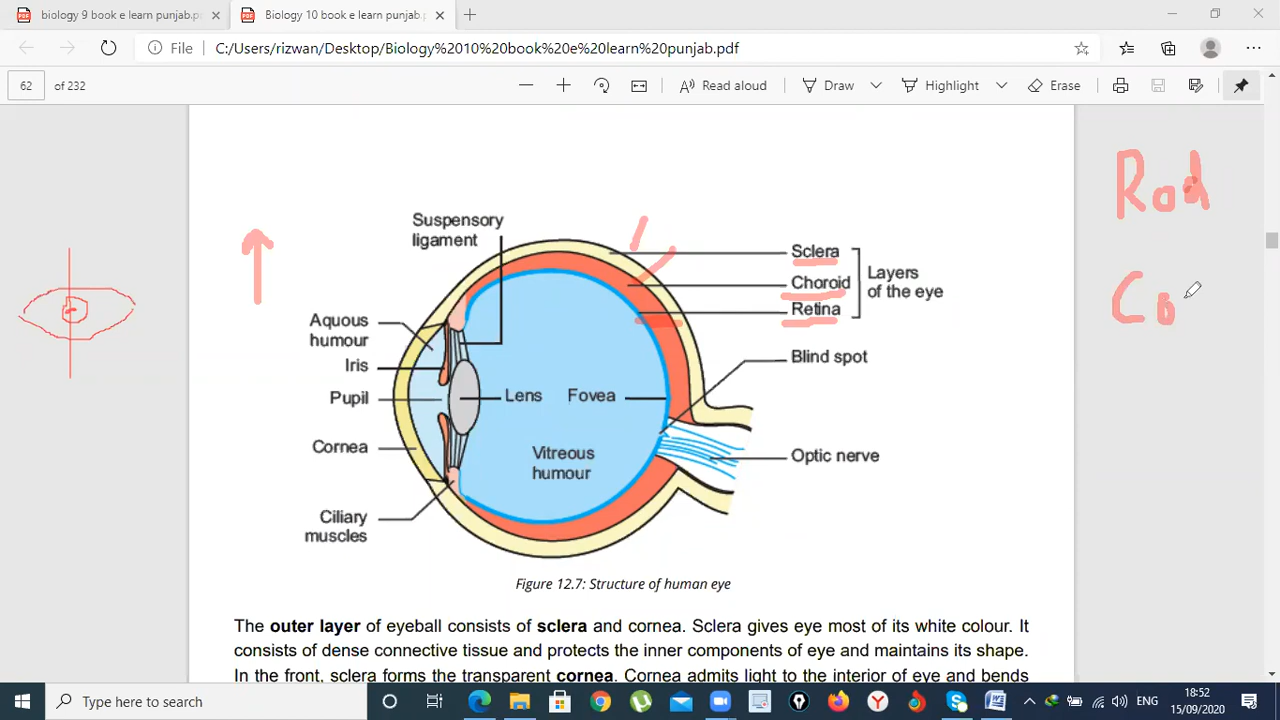 biology 9 book e learn punjab.p
Biology 10 book e learn punjab.p
File C:/Users/rizwan/Desktop/Biology%2010%20book%20e%20learn%20punjab.pdf
62 of 232 Read aloud Draw Highlight Erase
Rod
Co
Suspensory
ligament
Sclera
Choroid
Retina
Layers
of the eye
Aquous
humour
Iris
Pupil
Cornea
Ciliary
muscles
Lens Fovea
Vitreous
humour
Blind spot
Optic nerve
Figure 12.7: Structure of human eye
The outer layer of eyeball consists of sclera and cornea. Sclera gives eye most of its white colour. It
consists of dense connective tissue and protects the inner components of eye and maintains its shape.
In the front, sclera forms the transparent cornea. Cornea admits light to the interior of eye and bends
Type here to search
ENG
18:52
15/09/2020